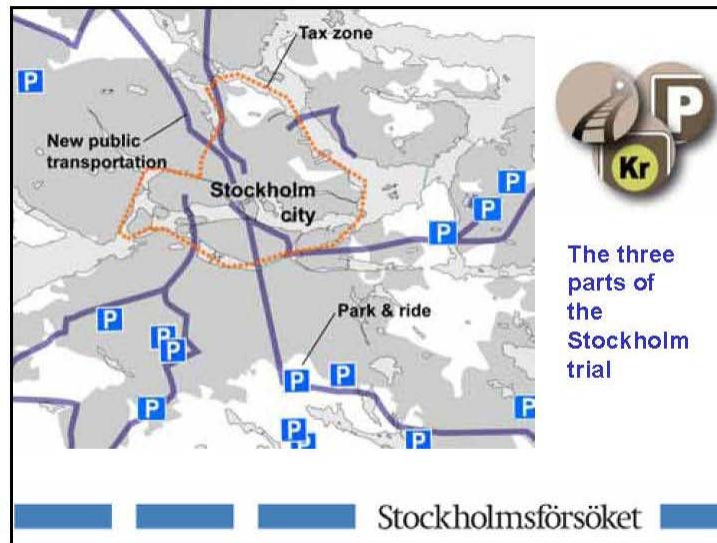 Tax zone
P
New public
transportation
Stockholm
city
P
P
P
Park & ride
P
P
P
P
P
P
P
P
P
P
P
P
Kr
The three
parts of
the
Stockholm
trial
Stockholmsförsöket